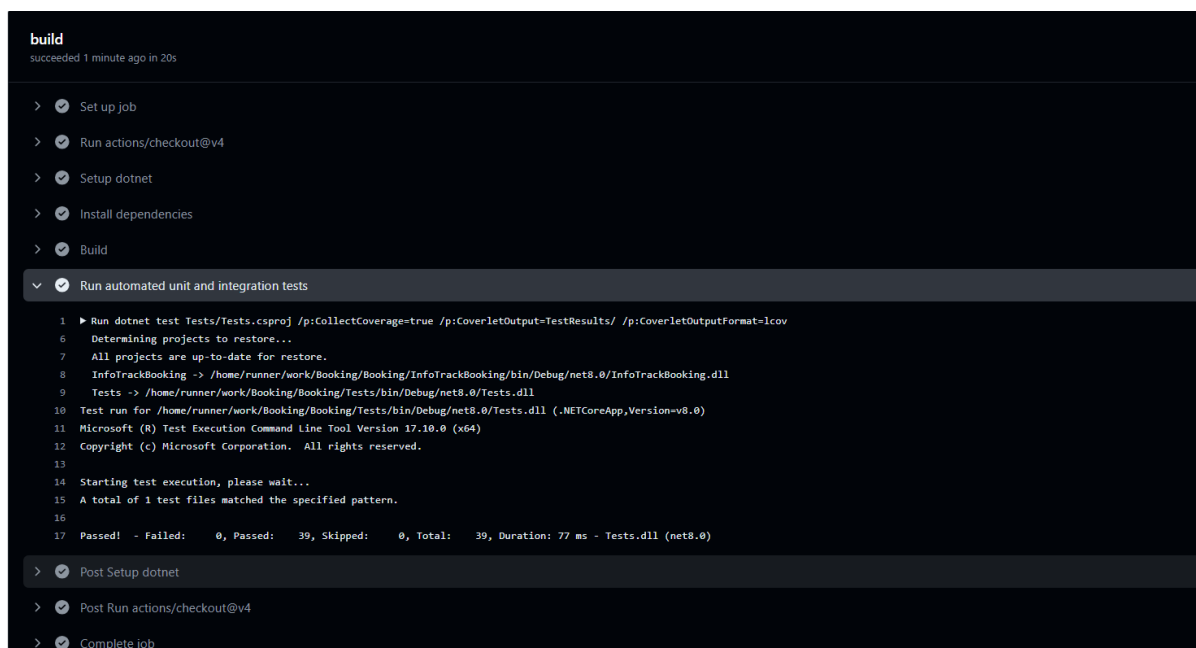 build
succeeded 1 minute ago in 20s
Set up job
Run actions/checkout@v4
Setup dotnet
Install dependencies
Build
Run automated unit and integration tests
1 ▶ Run dotnet test Tests/Tests.csproj /p:CollectCoverage=true /p:CoverletOutput=TestResults/ /p:CoverletOutputFormat=lcov
6 Determining projects to restore...
7 All projects are up-to-date for restore.
8 InfoTrackBooking -> /home/runner/work/Booking/Booking/InfoTrackBooking/bin/Debug/net8.0/InfoTrackBooking.dll
9 Tests -> /home/runner/work/Booking/Booking/Tests/bin/Debug/net8.0/Tests.dll
10 Test run for /home/runner/work/Booking/Booking/Tests/bin/Debug/net8.0/Tests.dll (.NETCoreApp,Version=v8.0)
11 Microsoft (R) Test Execution Command Line Tool Version 17.10.0 (x64)
12 Copyright (c) Microsoft Corporation.  All rights reserved.
13
14 Starting test execution, please wait...
15 A total of 1 test files matched the specified pattern.
16
17 Passed!  - Failed:     0, Passed:    39, Skipped:     0, Total:    39, Duration: 77 ms - Tests.dll (net8.0)
Post Setup dotnet
Post Run actions/checkout@v4
Complete job